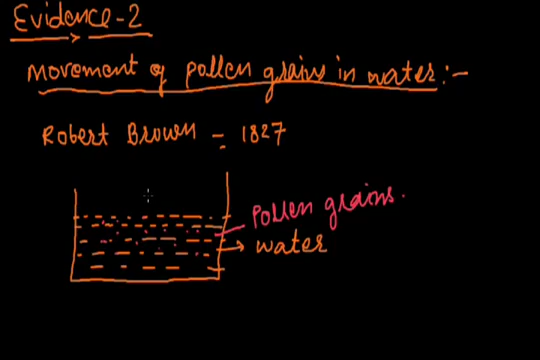 Evidence-2
Movement of pollen grains in water:-
Robert Brown - 1827
Pollen grains.
water